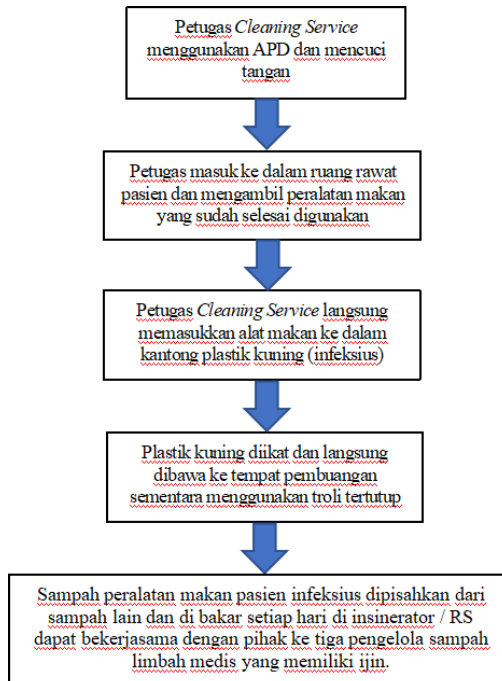 Petugas Cleaning Service
menggunakan APD dan mencuci
tangan
Petugas masuk ke dalam ruang rawat
pasien dan mengambil peralatan makan
yang sudah selesai digunakan
Petugas Cleaning Service langsung
memasukkan alat makan ke dalam
kantong plastik kuning (infeksius)
Plastik kuning diikat dan langsung
dibawa ke tempat pembuangan
sementara menggunakan troli tertutup
Sampah peralatan makan pasien infeksius dipisahkan dari
sampah lain dan di bakar setiap hari di insinerator / RS
dapat bekerjasama dengan pihak ke tiga pengelola sampah
limbah medis yang memiliki ijin.